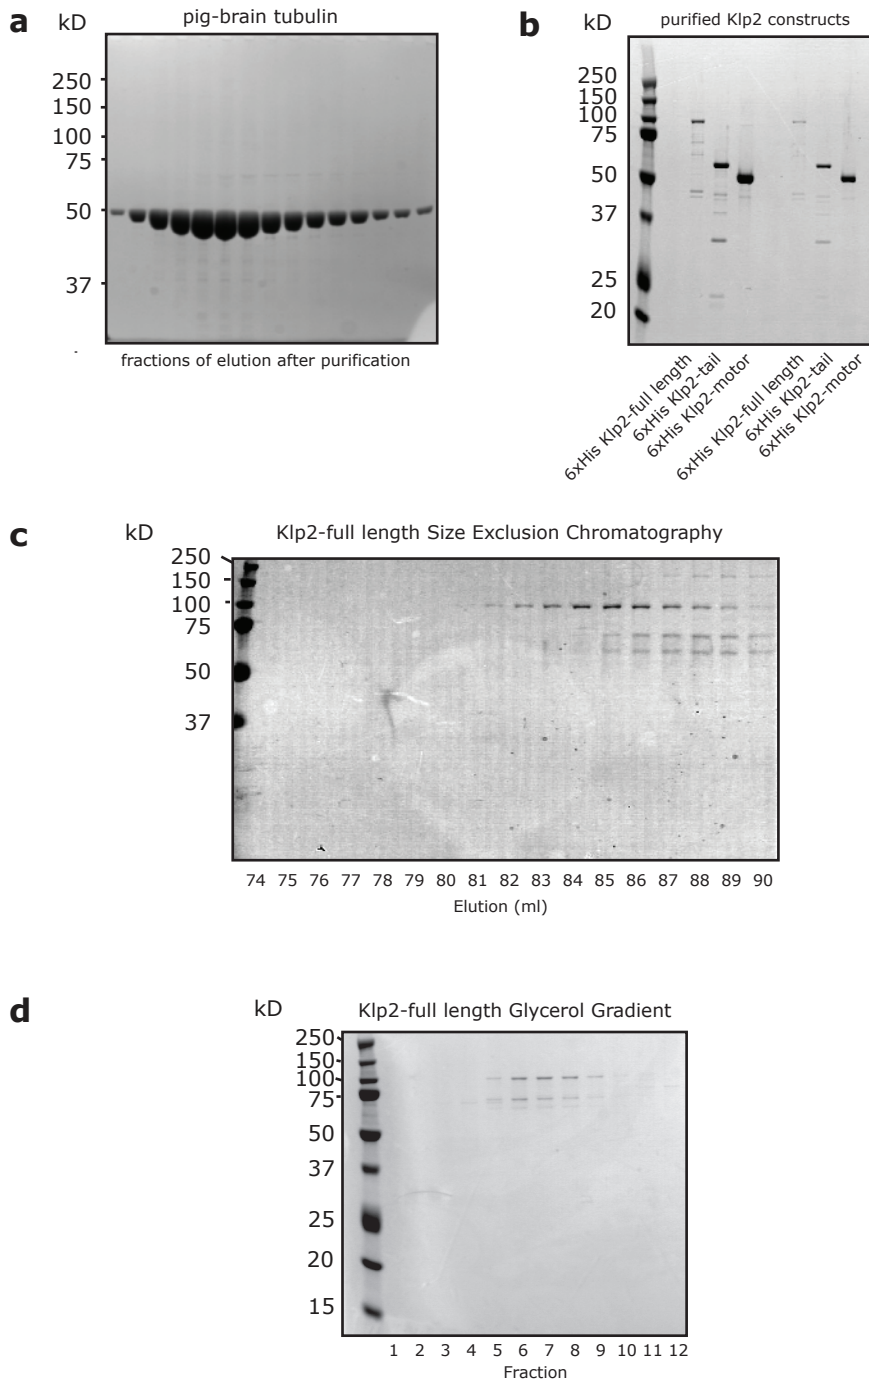 a
kD
pig-brain tubulin
250
150
100
75
50
37
fractions of elution after purification
b
kD
purified Klp2 constructs
250
150
100
75
50
37
25
20
6xHis Klp2-full length
6xHis Klp2-tail
6xHis Klp2-motor
6xHis Klp2-full length
6xHis Klp2-tail
6xHis Klp2-motor
c
kD
Klp2-full length Size Exclusion Chromatography
250
150
100
75
50
37
74 75 76 77 78 79 80 81 82 83 84 85 86 87 88 89 90
Elution (ml)
d
kD
Klp2-full length Glycerol Gradient
250
150
100
75
50
37
25
20
15
1 2 3 4 5 6 7 8 9 10 11 12
Fraction